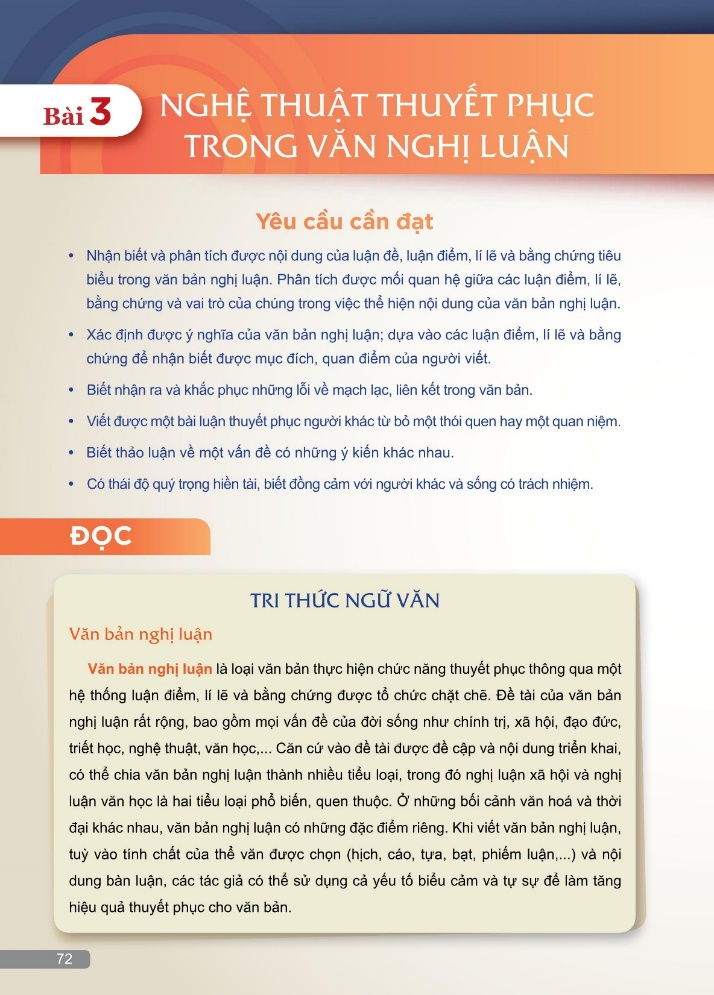 Bài 3
NGHỆ THUẬT THUYẾT PHỤC
TRONG VĂN NGHỊ LUẬN
Yêu cầu cần đạt
• Nhận biết và phân tích được nội dung của luận đề, luận điểm, lí lẽ và bằng chứng tiêu
biểu trong văn bản nghị luận. Phân tích được mối quan hệ giữa các luận điểm, lí lẽ,
bằng chứng và vai trò của chúng trong việc thể hiện nội dung của văn bản nghị luận.
• Xác định được ý nghĩa của văn bản nghị luận; dựa vào các luận điểm, lí lẽ và bằng
chứng để nhận biết được mục đích, quan điểm của người viết.
• Biết nhận ra và khắc phục những lỗi về mạch lạc, liên kết trong văn bản.
• Viết được một bài luận thuyết phục người khác từ bỏ một thói quen hay một quan niệm.
• Biết thảo luận về một vấn đề có những ý kiến khác nhau.
• Có thái độ quý trọng hiền tài, biết đồng cảm với người khác và sống có trách nhiệm.
ĐỌC
TRI THỨC NGỮ VĂN
Văn bản nghị luận
Văn bản nghị luận là loại văn bản thực hiện chức năng thuyết phục thông qua một
hệ thống luận điểm, lí lẽ và bằng chứng được tổ chức chặt chẽ. Đề tài của văn bản
nghị luận rất rộng, bao gồm mọi vấn đề của đời sống như chính trị, xã hội, đạo đức,
triết học, nghệ thuật, văn học,... Căn cứ vào đề tài được đề cập và nội dung triển khai,
có thể chia văn bản nghị luận thành nhiều tiểu loại, trong đó nghị luận xã hội và nghị
luận văn học là hai tiểu loại phổ biến, quen thuộc. Ở những bối cảnh văn hoá và thời
đại khác nhau, văn bản nghị luận có những đặc điểm riêng. Khi viết văn bản nghị luận,
tuỳ vào tính chất của thể văn được chọn (hịch, cáo, tựa, bạt, phiếm luận,...) và nội
dung bàn luận, các tác giả có thể sử dụng cả yếu tố biểu cảm và tự sự để làm tăng
hiệu quả thuyết phục cho văn bản.
72